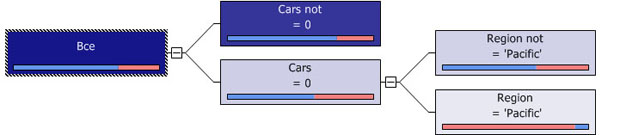 Все
Cars not
= 0
Cars
= 0
Region not
= 'Pacific'
Region
= 'Pacific'